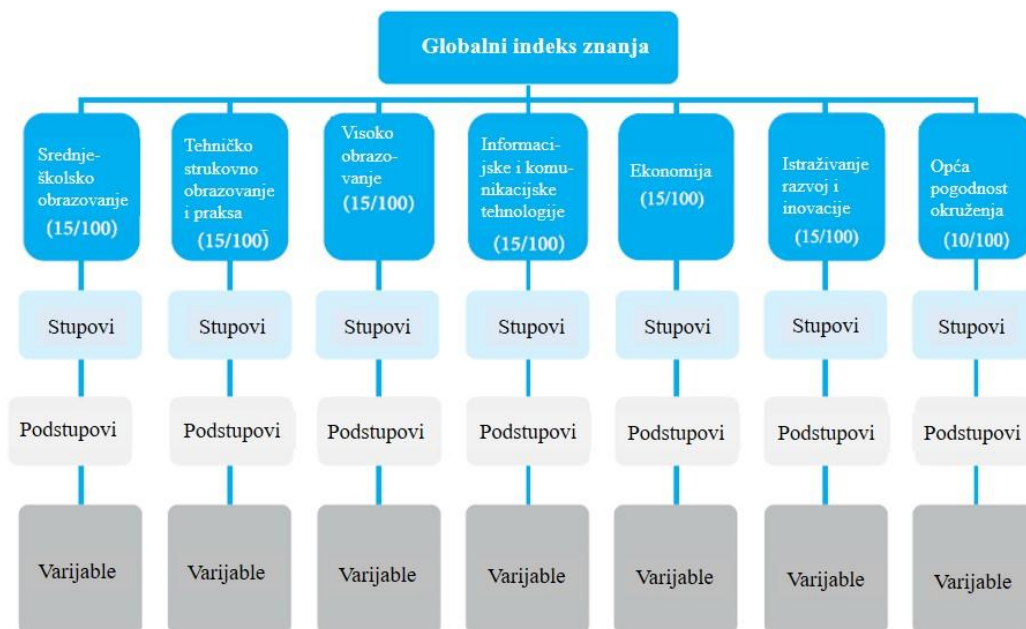 Globalni indeks znanja
Srednje-
školsko
obrazovanje
(15/100)
Tehničko
strukovno
obrazovanje
i praksa
(15/100)
Visoko
obrazo-
vanje
(15/100)
Informaci-
jske i komu-
nikacijske
tehnologije
(15/100)
Ekonomija
(15/100)
Istraživanje
razvoj i
inovacije
(15/100)
Opća
pogodnost
okruženja
(10/100)
Stupovi
Stupovi
Stupovi
Stupovi
Stupovi
Stupovi
Stupovi
Podstupovi
Podstupovi
Podstupovi
Podstupovi
Podstupovi
Podstupovi
Podstupovi
Varijable
Varijable
Varijable
Varijable
Varijable
Varijable
Varijable